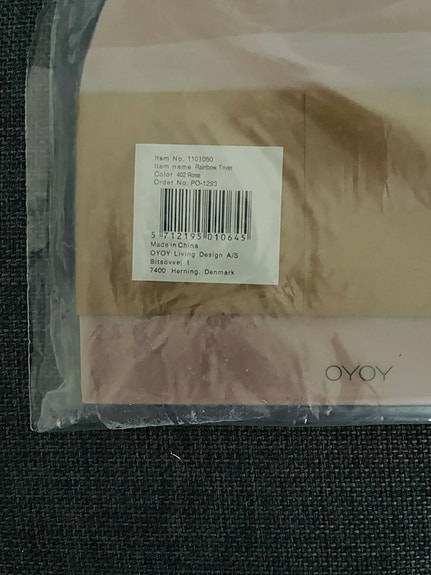 Item No. 1101050
Item name Rainbow Trivet
Color 402 Rose
Order No. PO-1293
5 712195 010645
Made in China
OYOY Living Design A/S
Bitsovvej 1
7400 Herning, Denmark
OYOY